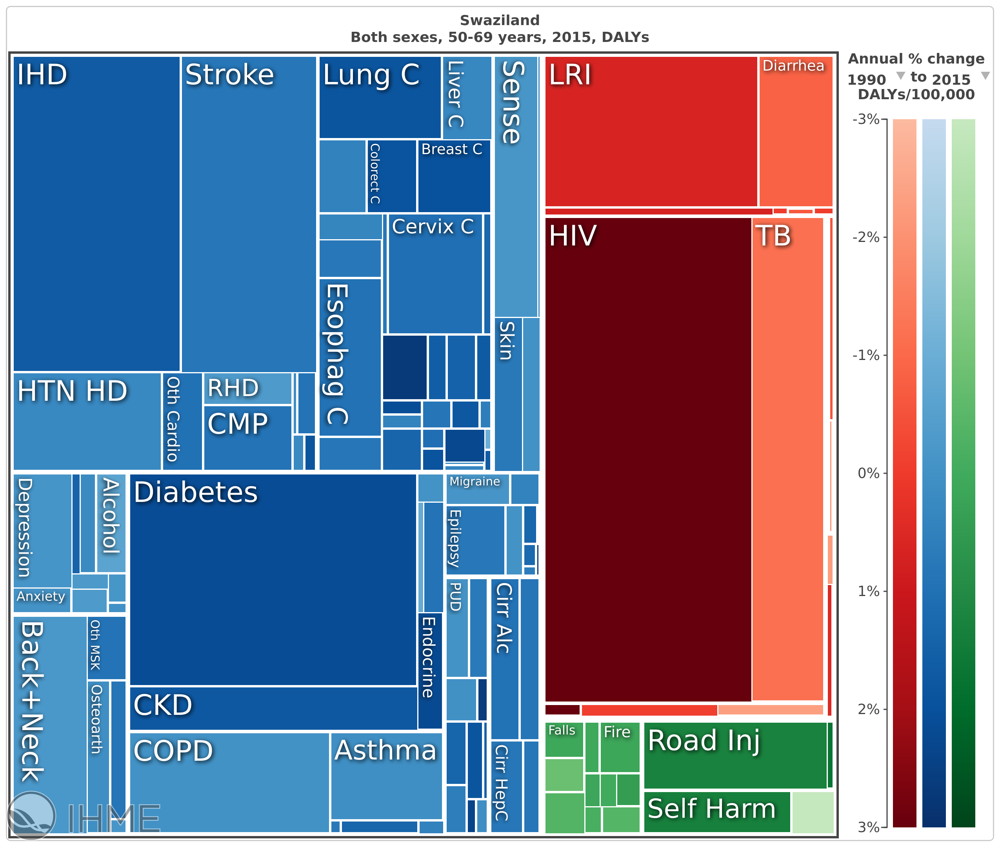 Swaziland
Both sexes, 50-69 years, 2015, DALYs
IHD
Stroke
Lung C
Liver C
Sense
LRI
Diarrhea
Colorect C
Breast C
Cervix C
HIV
TB
Esophag C
Skin
HTN HD
Oth Cardio
RHD
CMP
Depression
Alcohol
Diabetes
Migraine
Epilepsy
Anxiety
PUD
Cirr Alc
Back+Neck
Oth MSK
Endocrine
Osteoarth
CKD
COPD
Asthma
Cirr HepC
Falls
Fire
Road Inj
Self Harm
IHME
Annual % change
1990 to 2015
DALYs/100,000
-3%
-2%
-1%
0%
1%
2%
3%